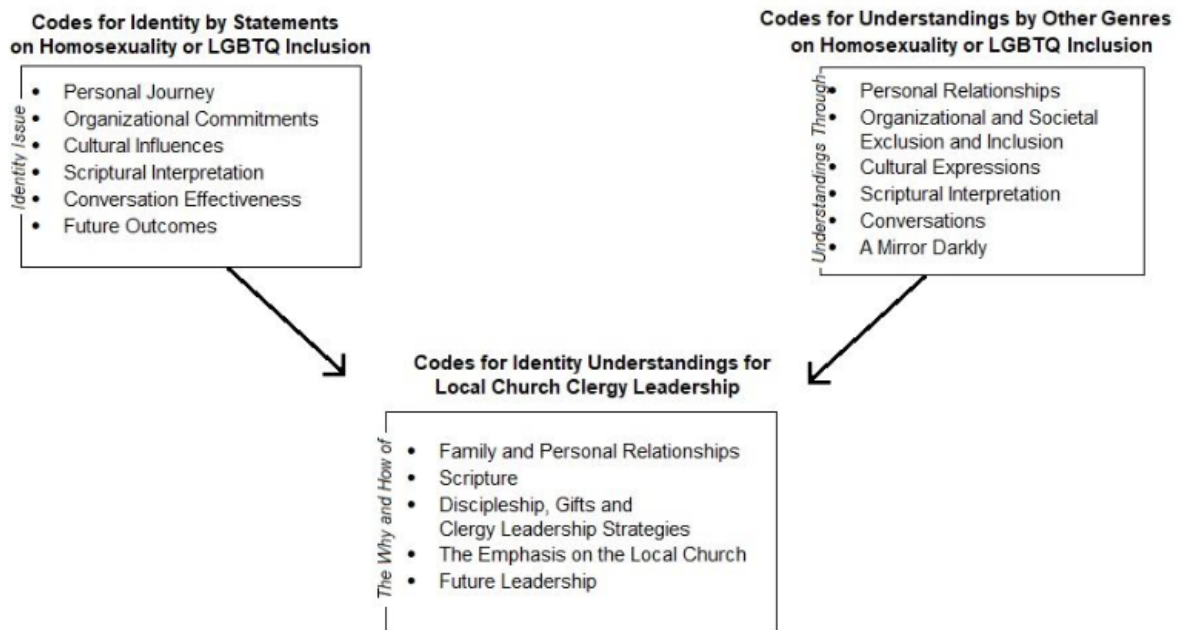 Codes for Identity by Statements
on Homosexuality or LGBTQ Inclusion
Identity Issue
• Personal Journey
• Organizational Commitments
• Cultural Influences
• Scriptural Interpretation
• Conversation Effectiveness
• Future Outcomes
Codes for Understandings by Other Genres
on Homosexuality or LGBTQ Inclusion
Understandings Through
• Personal Relationships
• Organizational and Societal
Exclusion and Inclusion
• Cultural Expressions
• Scriptural Interpretation
• Conversations
• A Mirror Darkly
Codes for Identity Understandings for
Local Church Clergy Leadership
The Why and How of
• Family and Personal Relationships
• Scripture
• Discipleship, Gifts and
Clergy Leadership Strategies
• The Emphasis on the Local Church
• Future Leadership